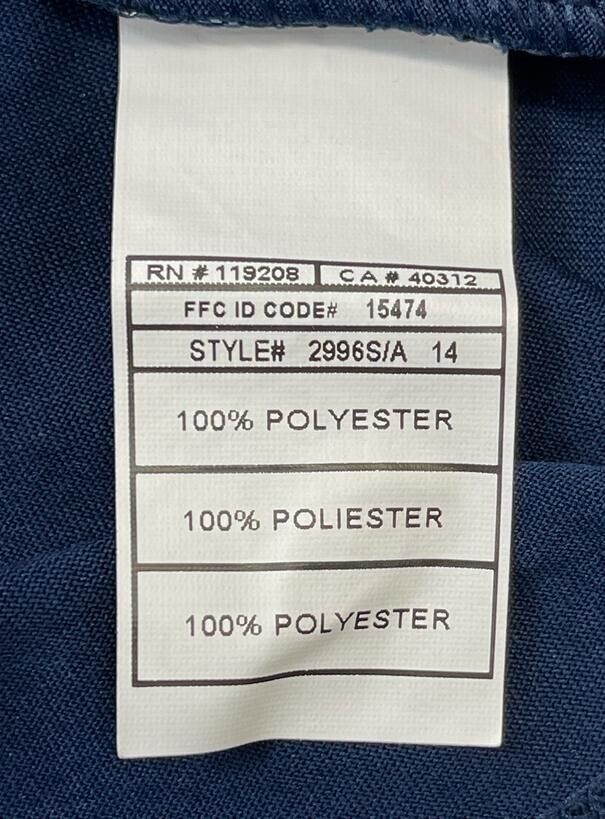 RN # 119208 CA # 40312
FFC ID CODE# 15474
STYLE# 2996S/A 14
100% POLYESTER
100% POLIESTER
100% POLYESTER